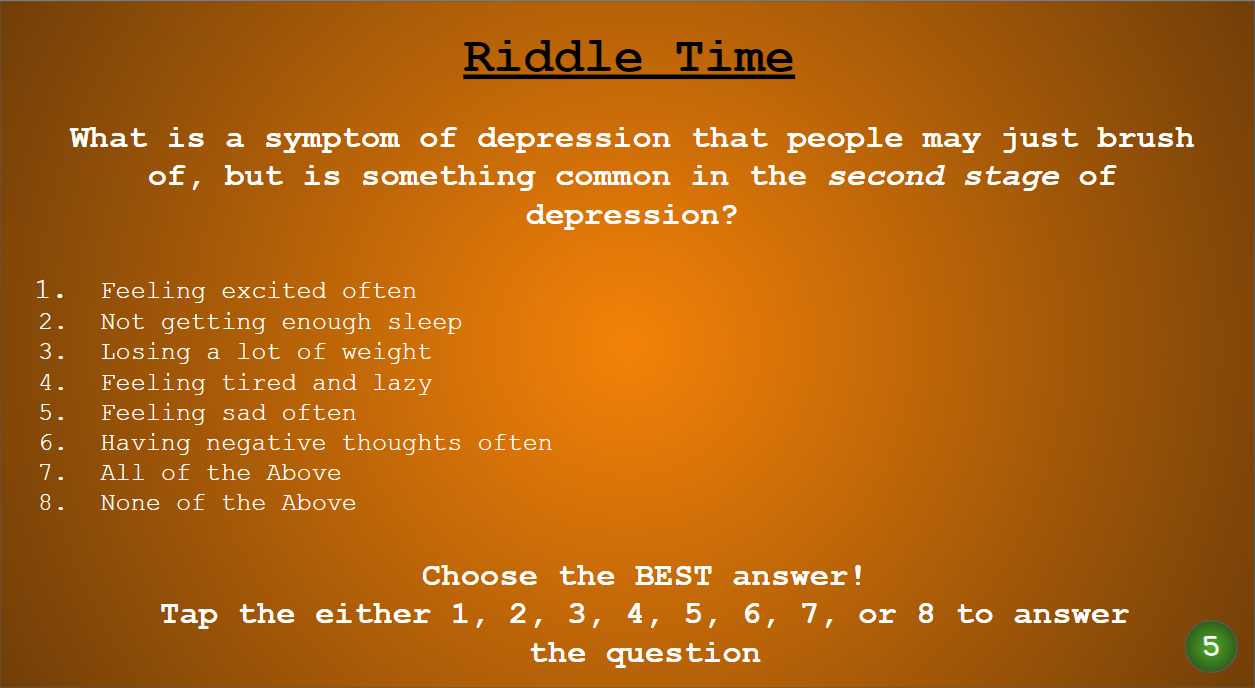 Riddle Time
What is a symptom of depression that people may just brush
of, but is something common in the second stage of
depression?
1. Feeling excited often
2. Not getting enough sleep
3. Losing a lot of weight
4. Feeling tired and lazy
5. Feeling sad often
6. Having negative thoughts often
7. All of the Above
8. None of the Above
Choose the BEST answer!
Tap the either 1, 2, 3, 4, 5, 6, 7, or 8 to answer
the question
5